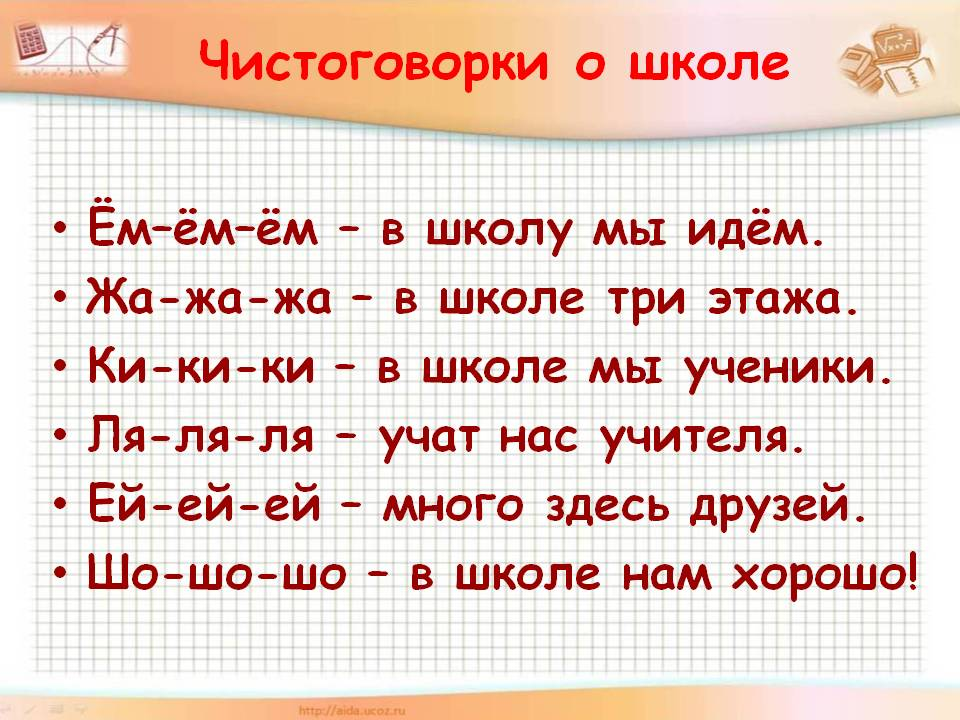 Чистоговорки о школе
• Ём–ём–ём – в школу мы идём.
• Жа-жа-жа – в школе три этажа.
• Ки-ки-ки – в школе мы ученики.
• Ля-ля-ля – учат нас учителя.
• Ей-ей-ей – много здесь друзей.
• Шо-шо-шо – в школе нам хорошо!
http://aida.ucoz.ru